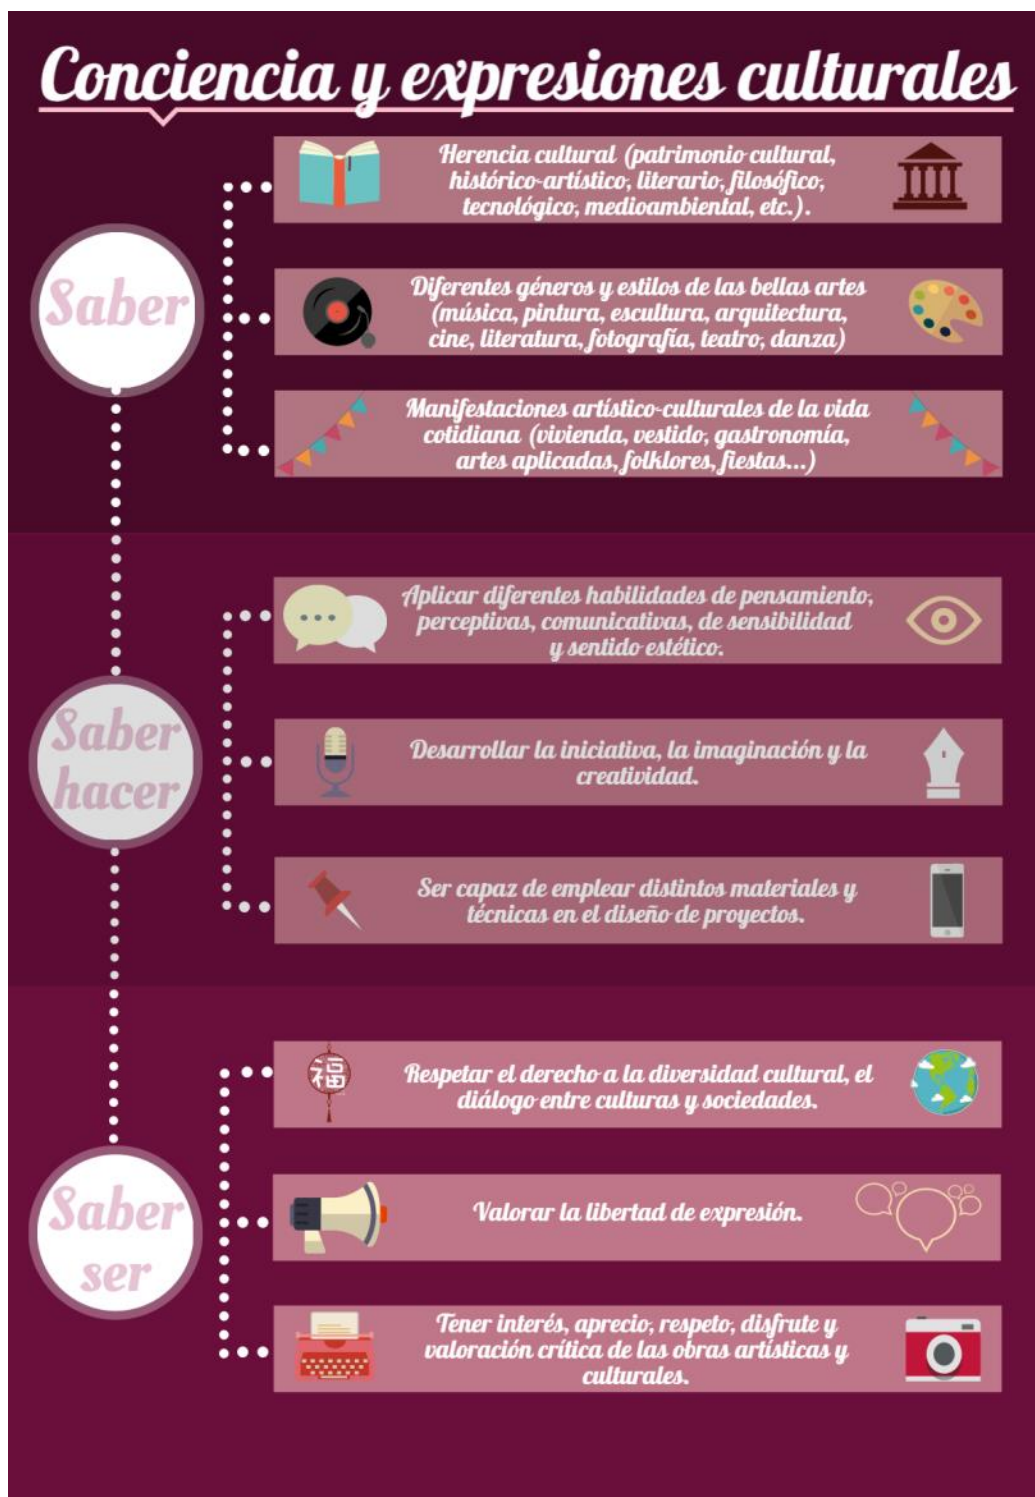 Conciencia y expresiones culturales
Saber
Herencia cultural (patrimonio cultural,
histórico-artístico, literario, filosófico,
tecnológico, medioambiental, etc.).
Diferentes géneros y estilos de las bellas artes
(música, pintura, escultura, arquitectura,
cine, literatura, fotografía, teatro, danza)
Manifestaciones artístico-culturales de la vida
cotidiana (vivienda, vestido, gastronomía,
artes aplicadas, folklores, fiestas...)
Saber
hacer
Aplicar diferentes habilidades de pensamiento,
perceptivas, comunicativas, de sensibilidad
y sentido estético.
Desarrollar la iniciativa, la imaginación y la
creatividad.
Ser capaz de emplear distintos materiales y
técnicas en el diseño de proyectos.
Saber
ser
福
Respetar el derecho a la diversidad cultural, el
diálogo entre culturas y sociedades.
Valorar la libertad de expresión.
Tener interés, aprecio, respeto, disfrute y
valoración crítica de las obras artísticas y
culturales.